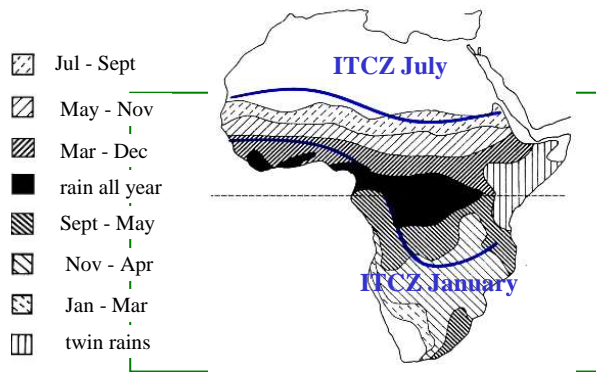 ITCZ July
Jul - Sept
May - Nov
Mar - Dec
rain all year
Sept - May
Nov - Apr
ITCZ January
Jan - Mar
twin rains